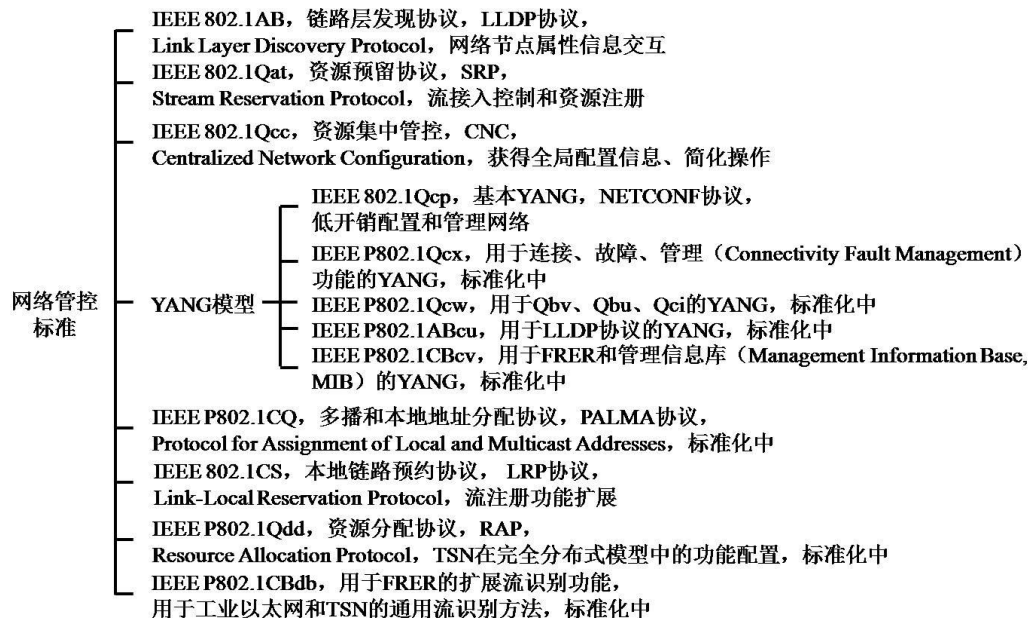 IEEE 802.1AB，链路层发现协议，LLDP协议，
Link Layer Discovery Protocol，网络节点属性信息交互
IEEE 802.1Qat，资源预留协议，SRP，
Stream Reservation Protocol，流接入控制和资源注册
IEEE 802.1Qcc，资源集中管控，CNC，
Centralized Network Configuration，获得全局配置信息、简化操作
网络管控
标准
YANG模型
IEEE 802.1Qcp，基本YANG，NETCONF协议，
低开销配置和管理网络
IEEE P802.1Qcx，用于连接、故障、管理（Connectivity Fault Management）
功能的YANG，标准化中
IEEE P802.1Qcw，用于Qbv、Qbu、Qci的YANG，标准化中
IEEE P802.1ABcu，用于LLDP协议的YANG，标准化中
IEEE P802.1CBcv，用于FRER和管理信息库（Management Information Base,
MIB）的YANG，标准化中
IEEE P802.1CQ，多播和本地地址分配协议，PALMA协议，
Protocol for Assignment of Local and Multicast Addresses，标准化中
IEEE 802.1CS，本地链路预约协议， LRP协议，
Link-Local Reservation Protocol，流注册功能扩展
IEEE P802.1Qdd，资源分配协议，RAP，
Resource Allocation Protocol，TSN在完全分布式模型中的功能配置，标准化中
IEEE P802.1CBdb，用于FRER的扩展流识别功能，
用于工业以太网和TSN的通用流识别方法，标准化中